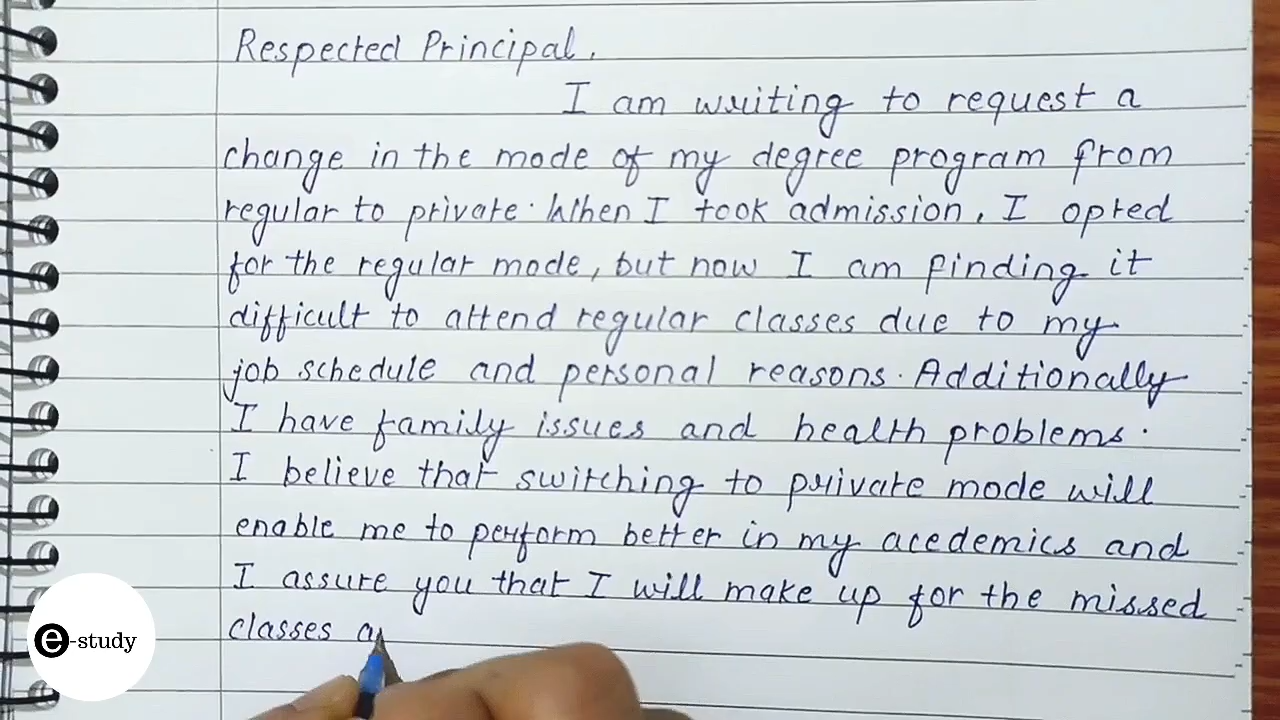 Respected Principal,
I am writing to request a
change in the mode of my degree program from
regular to private. When I took admission, I opted
for the regular mode, but now I am finding it
difficult to attend regular classes due to my
job schedule and personal reasons. Additionally
I have family issues and health problems.
I believe that switching to private mode will
enable me to perform better in my acedemics and
I assure you that I will make up for the missed
classes a
e-study